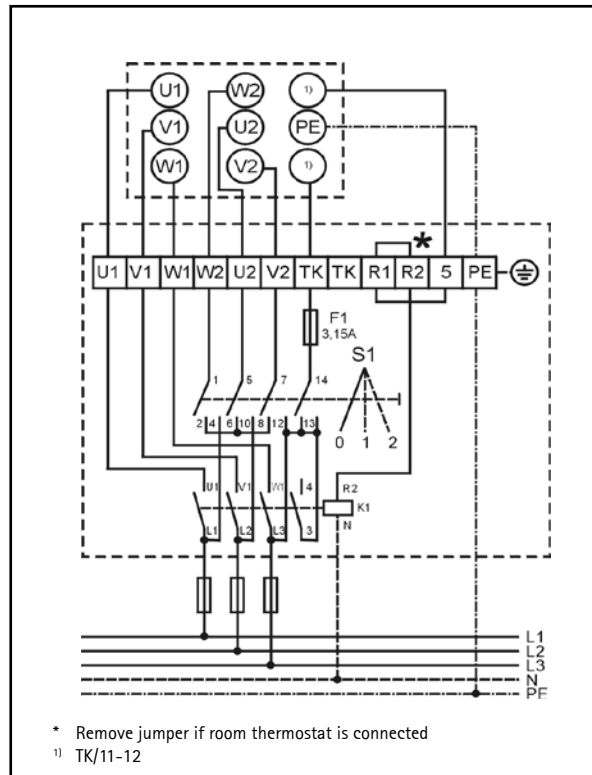 U1 W2 1)
V1 U2 PE
W1 V2 1)
*
U1 V1 W1 W2 U2 V2 TK TK R1 R2 5 PE
F1
3,15A
S1
1 5 7 14
0 1 2
2 4 6 10 8 12 13
U1 V1 W1 4 R2
K1
L1 L2 L3 3 N
L1
L2
L3
N
PE
* Remove jumper if room thermostat is connected
1) TK/11-12